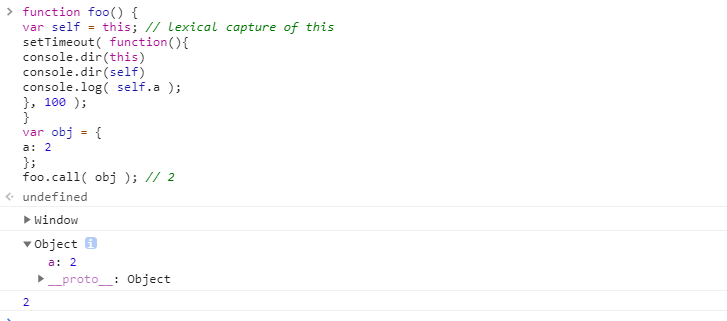 function foo() {
var self = this; // lexical capture of this
setTimeout( function(){
console.dir(this)
console.dir(self)
console.log( self.a );
}, 100 );
}
var obj = {
a: 2
};
foo.call( obj ); // 2
undefined
Window
Object i
a: 2
__proto__: Object
2